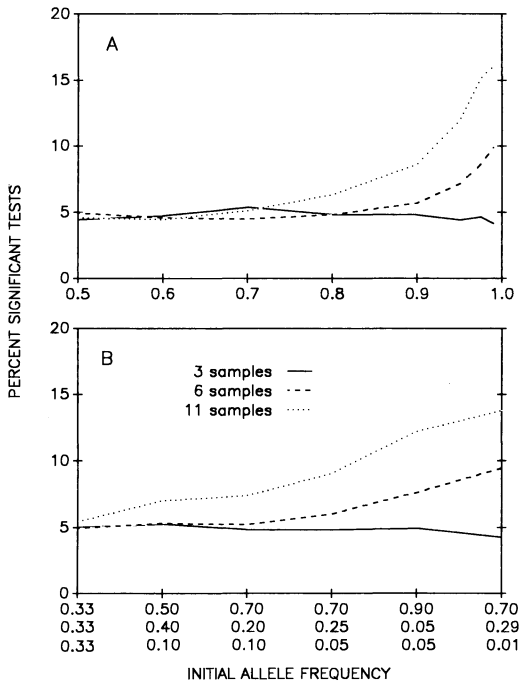 20
A
15
10
5
0
0.5 0.6 0.7 0.8 0.9 1.0
PERCENT SIGNIFICANT TESTS
20
B
3 samples
6 samples
11 samples
15
10
5
0
0.33 0.50 0.70 0.70 0.90 0.70
0.33 0.40 0.20 0.25 0.05 0.29
0.33 0.10 0.10 0.05 0.05 0.01
INITIAL ALLELE FREQUENCY